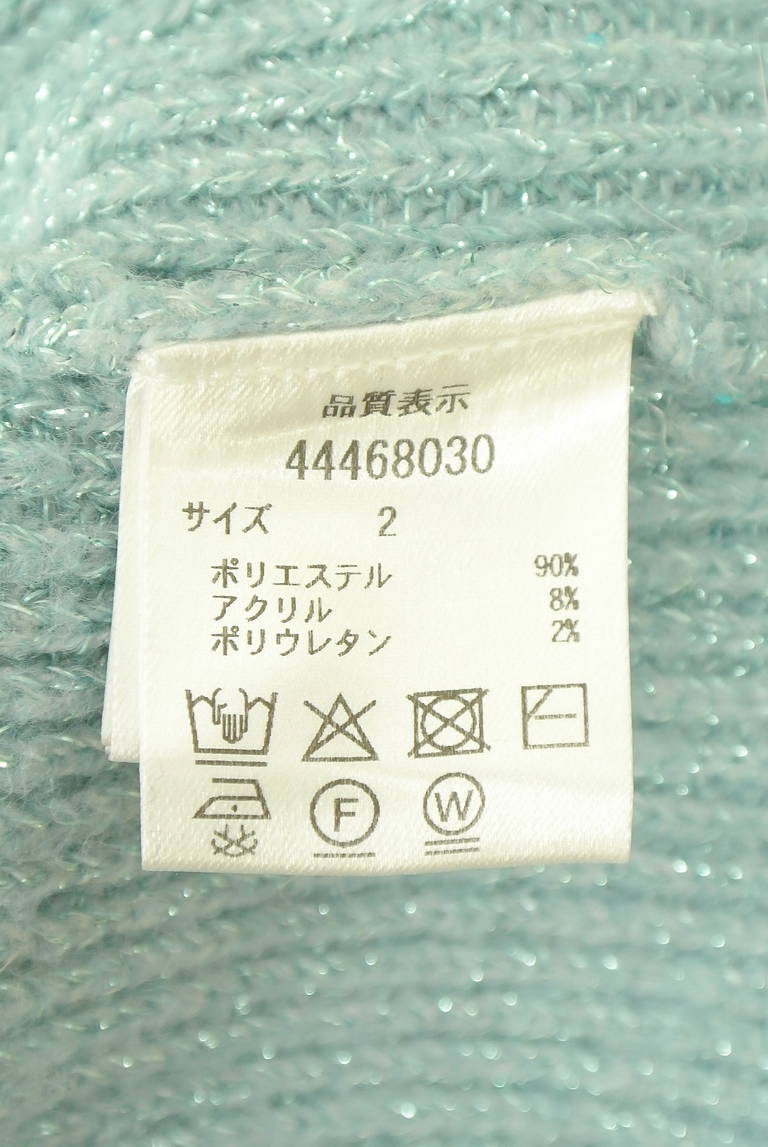 品質表示
44468030
サイズ 2
ポリエステル 90%
アクリル 8%
ポリウレタン 2%
F W